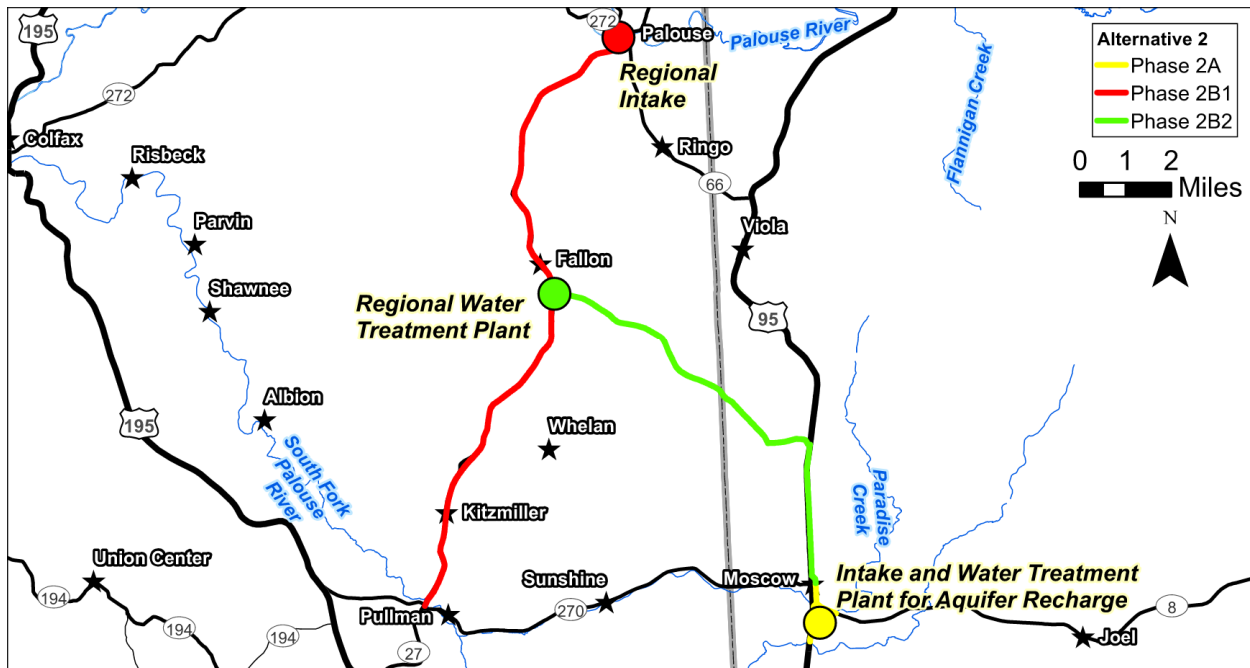 195
272
Palouse
Palouse River
Regional
Intake
Flannigan Creek
Alternative 2
Phase 2A
Phase 2B1
Phase 2B2
0 1 2
Miles
N
272
Colfax
Risbeck
Ringo
66
Parvin
Viola
Fallon
Shawnee
Regional Water
Treatment Plant
95
195
Albion
Whelan
South Fork
Palouse
River
Kitzmiller
Paradise
Creek
Union Center
194
Sunshine
Moscow
Intake and Water Treatment
Plant for Aquifer Recharge
Pullman
270
8
Joel
194
194
27